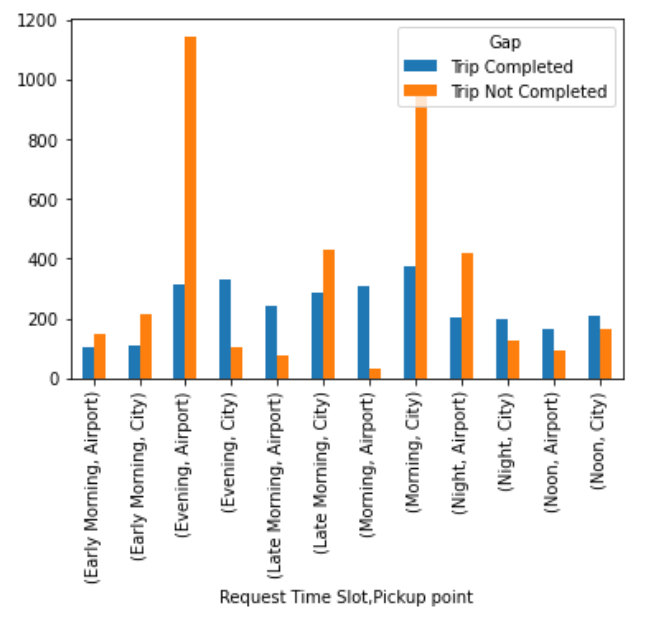 1200
1000
800
600
400
200
0
Gap
Trip Completed
Trip Not Completed
(Early Morning, Airport)
(Early Morning, City)
(Evening, Airport)
(Evening, City)
(Late Morning, Airport)
(Late Morning, City)
(Morning, Airport)
(Morning, City)
(Night, Airport)
(Night, City)
(Noon, Airport)
(Noon, City)
Request Time Slot,Pickup point